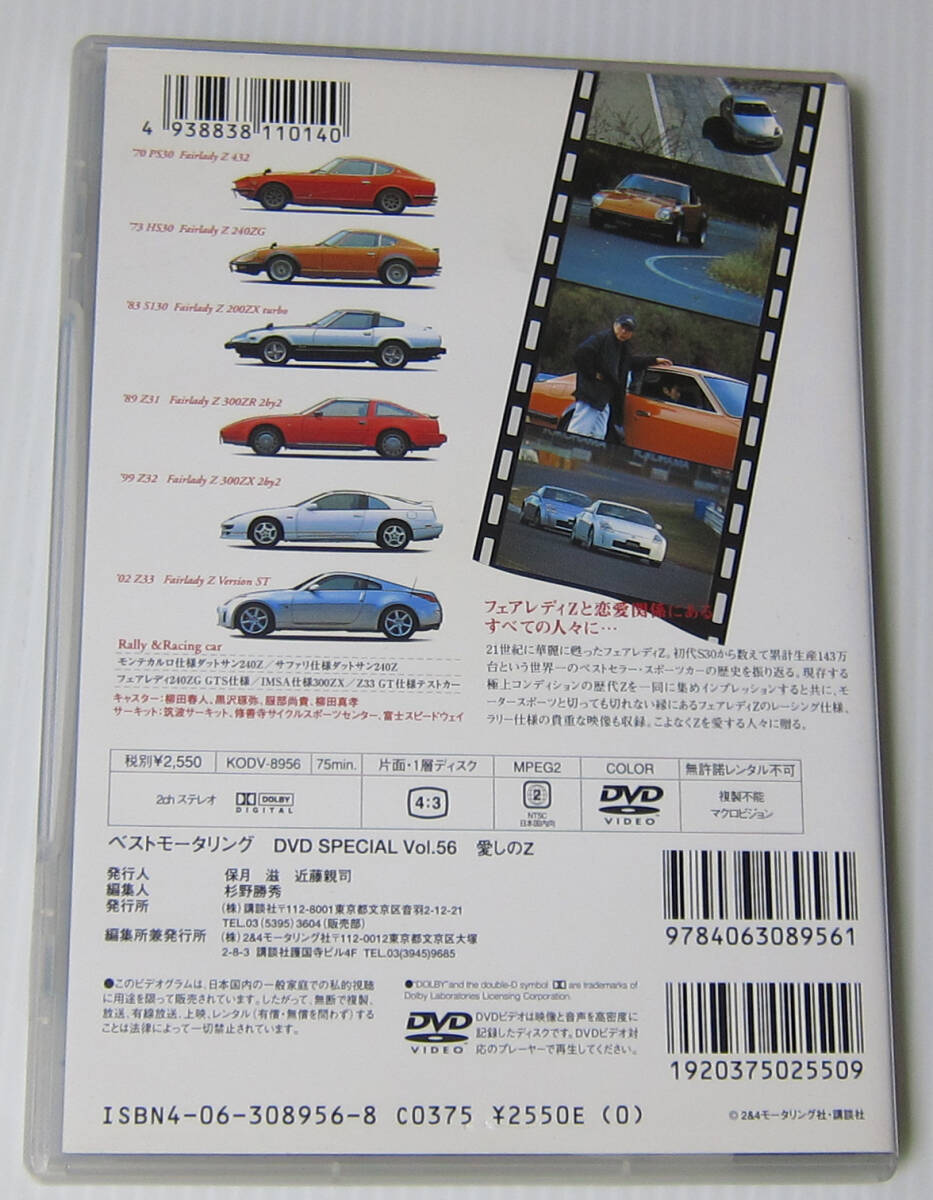 4 938838 110140
'70 PS30 Fairlady Z 432
'73 HS30 Fairlady Z 240ZG
'83 S130 Fairlady Z 200ZX turbo
'89 Z31 Fairlady Z 300ZR 2by2
'99 Z32 Fairlady Z 300ZX 2by2
'02 Z33 Fairlady Z Version ST
Rally &Racing car
モンテカルロ仕様ダットサン240Z／サファリ仕様ダットサン240Z
フェアレディ240ZG GTS仕様／IMSA仕様300ZX／Z33 GT仕様テストカー
キャスター：柳田春人、黒沢琢弥、服部尚貴、柳田真孝
サーキット：筑波サーキット、修善寺サイクルスポーツセンター、富士スピードウェイ
フェアレディZと恋愛関係にある
すべての人々に…
21世紀に華麗に甦ったフェアレディZ。初代S30から数えて累計生産143万
台という世界一のベストセラー・スポーツカーの歴史を振り返る。現存する
極上コンディションの歴代Zを一同に集めインプレッションすると共に、モ
ータースポーツと切っても切れない縁にあるフェアレディZのレーシング仕様、
ラリー仕様の貴重な映像も収録。こよなくZを愛する人々に贈る。
税別¥2,550 KODV-8956 75min. 片面・1層ディスク MPEG2 COLOR 無許諾レンタル不可
2chステレオ DOLBY DIGITAL 4:3 2 NTSC 日本国内向 DVD VIDEO 複製不能 マクロビジョン
ベストモータリング DVD SPECIAL Vol.56 愛しのZ
発行人 保月 滋 近藤親司
編集人 杉野勝秀
発行所 (株)講談社〒112-8001東京都文京区音羽2-12-21
TEL.03(5395)3604(販売部)
編集所兼発行所 (株)2&4モータリング社〒112-0012東京都文京区大塚
2-8-3 講談社護国寺ビル4F TEL.03(3945)9685
9784063089561
●このビデオグラムは、日本国内の一般家庭での私的視聴
に用途を限って販売されています。したがって、無断で複製、
放送、有線放送、上映、レンタル(有償・無償を問わず)する
ことは法律によって一切禁止されています。
●"DOLBY"and the double-D symbol are trademarks of
Dolby Laboratories Licensing Corporation.
DVD VIDEO
DVDビデオは映像と音声を高密度に
記録したディスクです。DVDビデオ対
応のプレーヤーで再生してください。
1920375025509
ISBN4-06-308956-8 C0375 ¥2550E (0)
©2&4モータリング社・講談社